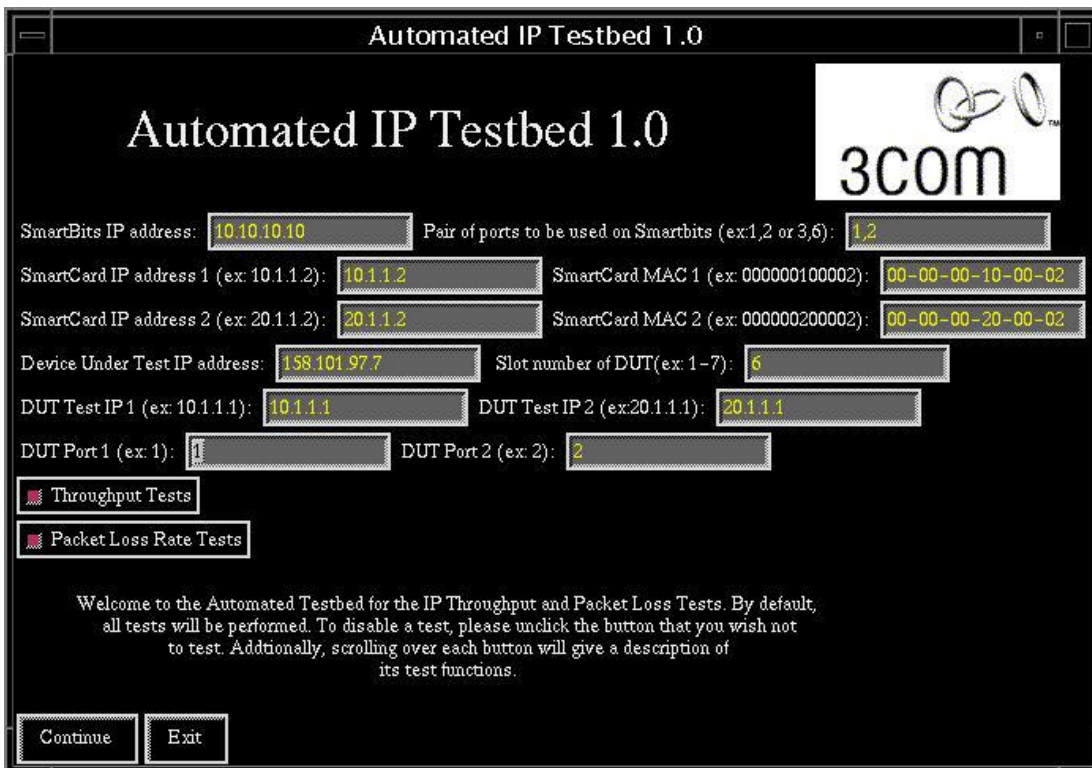 Automated IP Testbed 1.0
Automated IP Testbed 1.0
3COM
TM
SmartBits IP address: 10.10.10.10 Pair of ports to be used on Smartbits (ex:1,2 or 3,6): 1,2
SmartCard IP address 1 (ex: 10.1.1.2): 10.1.1.2 SmartCard MAC 1 (ex: 000000100002): 00-00-00-10-00-02
SmartCard IP address 2 (ex: 20.1.1.2): 20.1.1.2 SmartCard MAC 2 (ex: 000000200002): 00-00-00-20-00-02
Device Under Test IP address: 158.101.97.7 Slot number of DUT(ex: 1-7): 6
DUT Test IP 1 (ex: 10.1.1.1): 10.1.1.1 DUT Test IP 2 (ex:20.1.1.1): 20.1.1.1
DUT Port 1 (ex: 1): 1 DUT Port 2 (ex: 2): 2
Throughput Tests
Packet Loss Rate Tests
Welcome to the Automated Testbed for the IP Throughput and Packet Loss Tests. By default,
all tests will be performed. To disable a test, please unclick the button that you wish not
to test. Addtionally, scrolling over each button will give a description of
its test functions.
Continue Exit